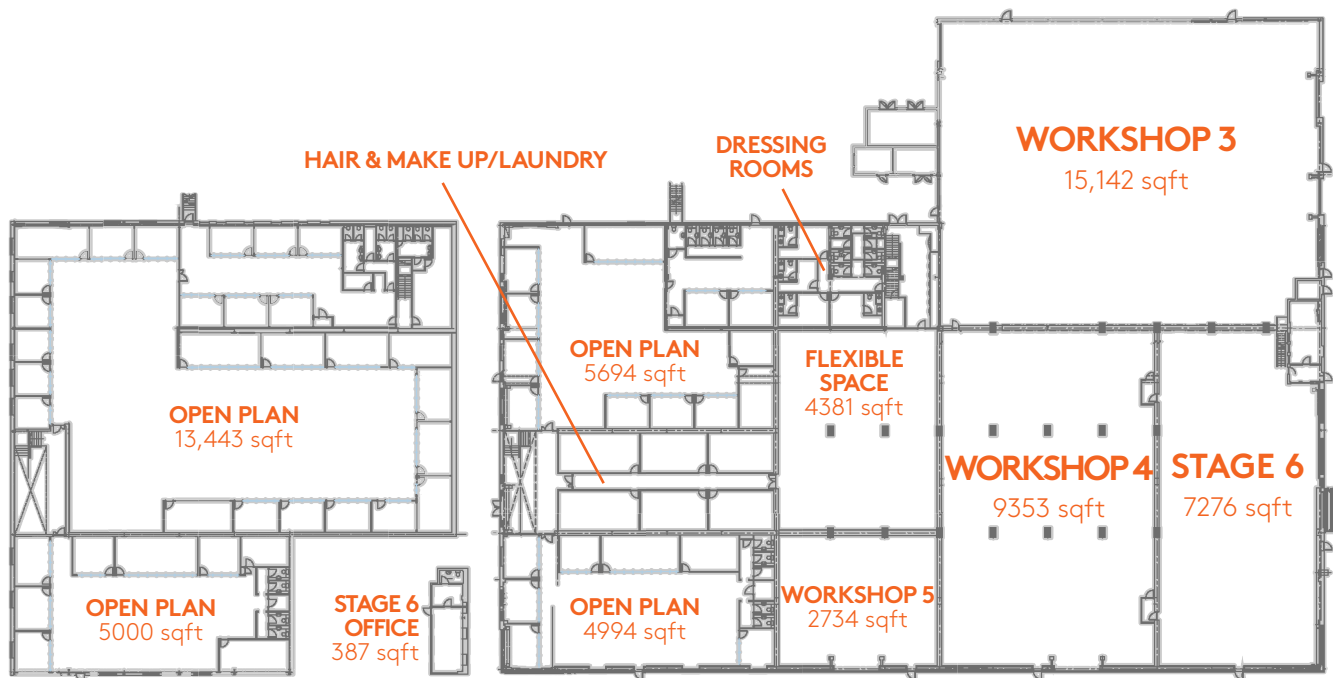 HAIR & MAKE UP/LAUNDRY
DRESSING
ROOMS
WORKSHOP 3
15,142 sqft
OPEN PLAN
13,443 sqft
OPEN PLAN
5694 sqft
FLEXIBLE
SPACE
4381 sqft
WORKSHOP 4
9353 sqft
STAGE 6
7276 sqft
OPEN PLAN
5000 sqft
STAGE 6
OFFICE
387 sqft
OPEN PLAN
4994 sqft
WORKSHOP 5
2734 sqft